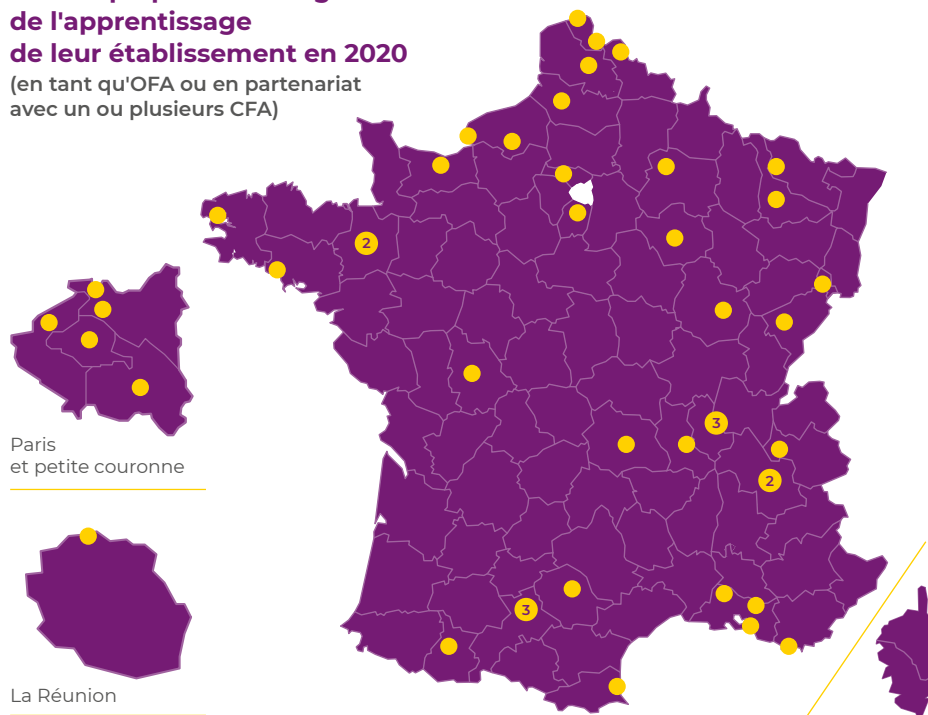 de l'apprentissage
de leur établissement en 2020
(en tant qu'OFA ou en partenariat
avec un ou plusieurs CFA)
2
3
2
3
Paris
et petite couronne
La Réunion